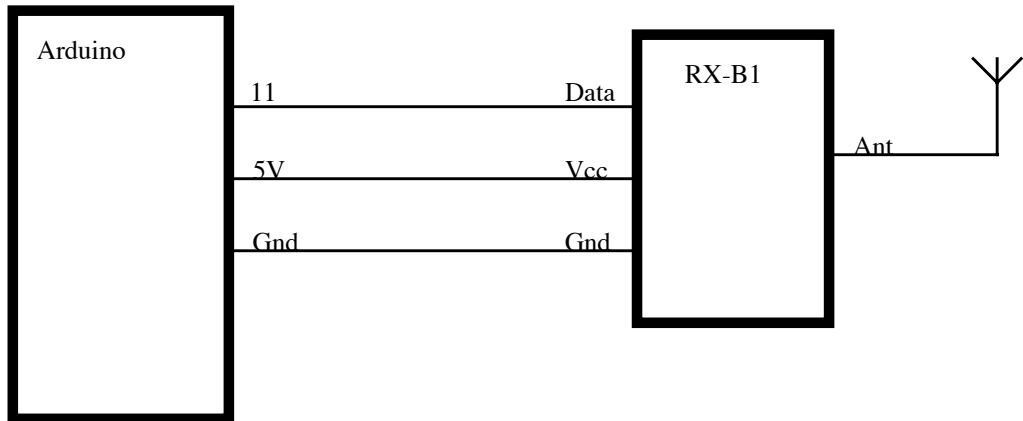 Arduino
RX-B1
11 Data
Ant
5V Vcc
Gnd Gnd